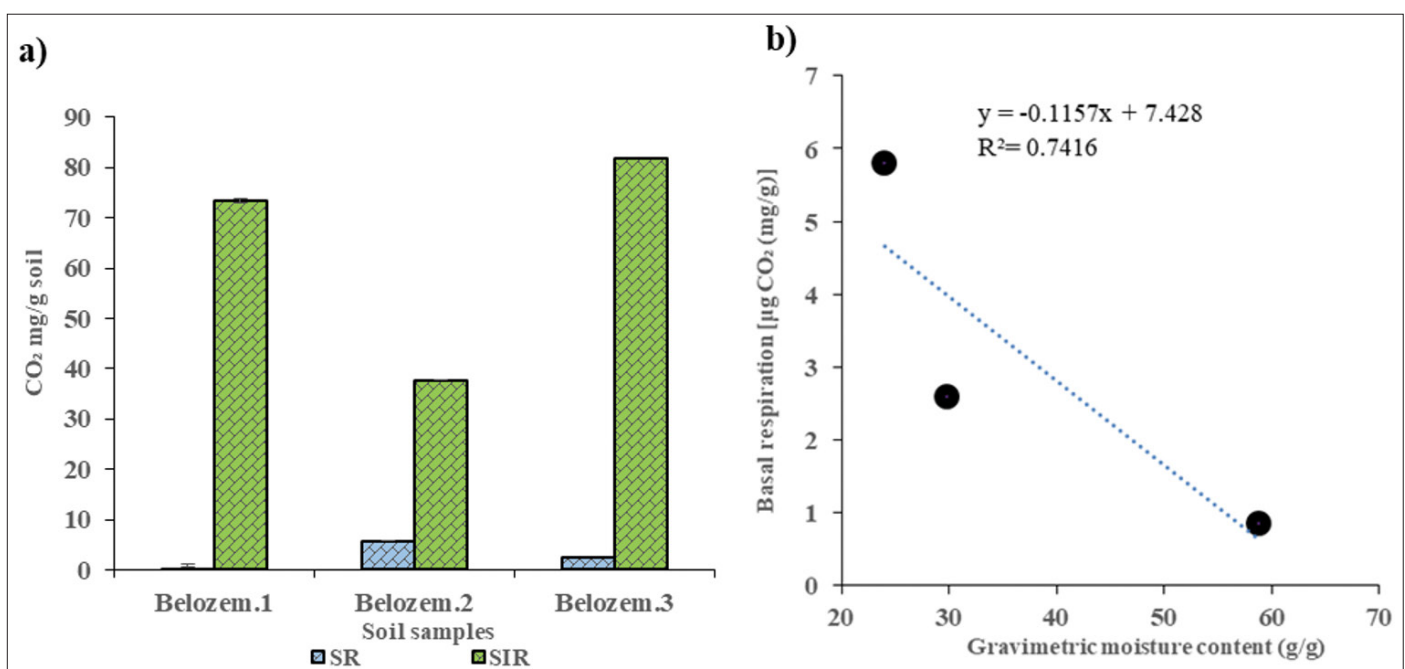 a)
90
80
70
60
50
40
30
20
10
0
CO₂ mg/g soil
Belozem.1 Belozem.2 Belozem.3
Soil samples
SR SIR
b)
7
6
5
4
3
2
1
0
y = -0.1157x + 7.428
R²= 0.7416
Basal respiration [µg CO₂ (mg/g)]
20 30 40 50 60 70
Gravimetric moisture content (g/g)